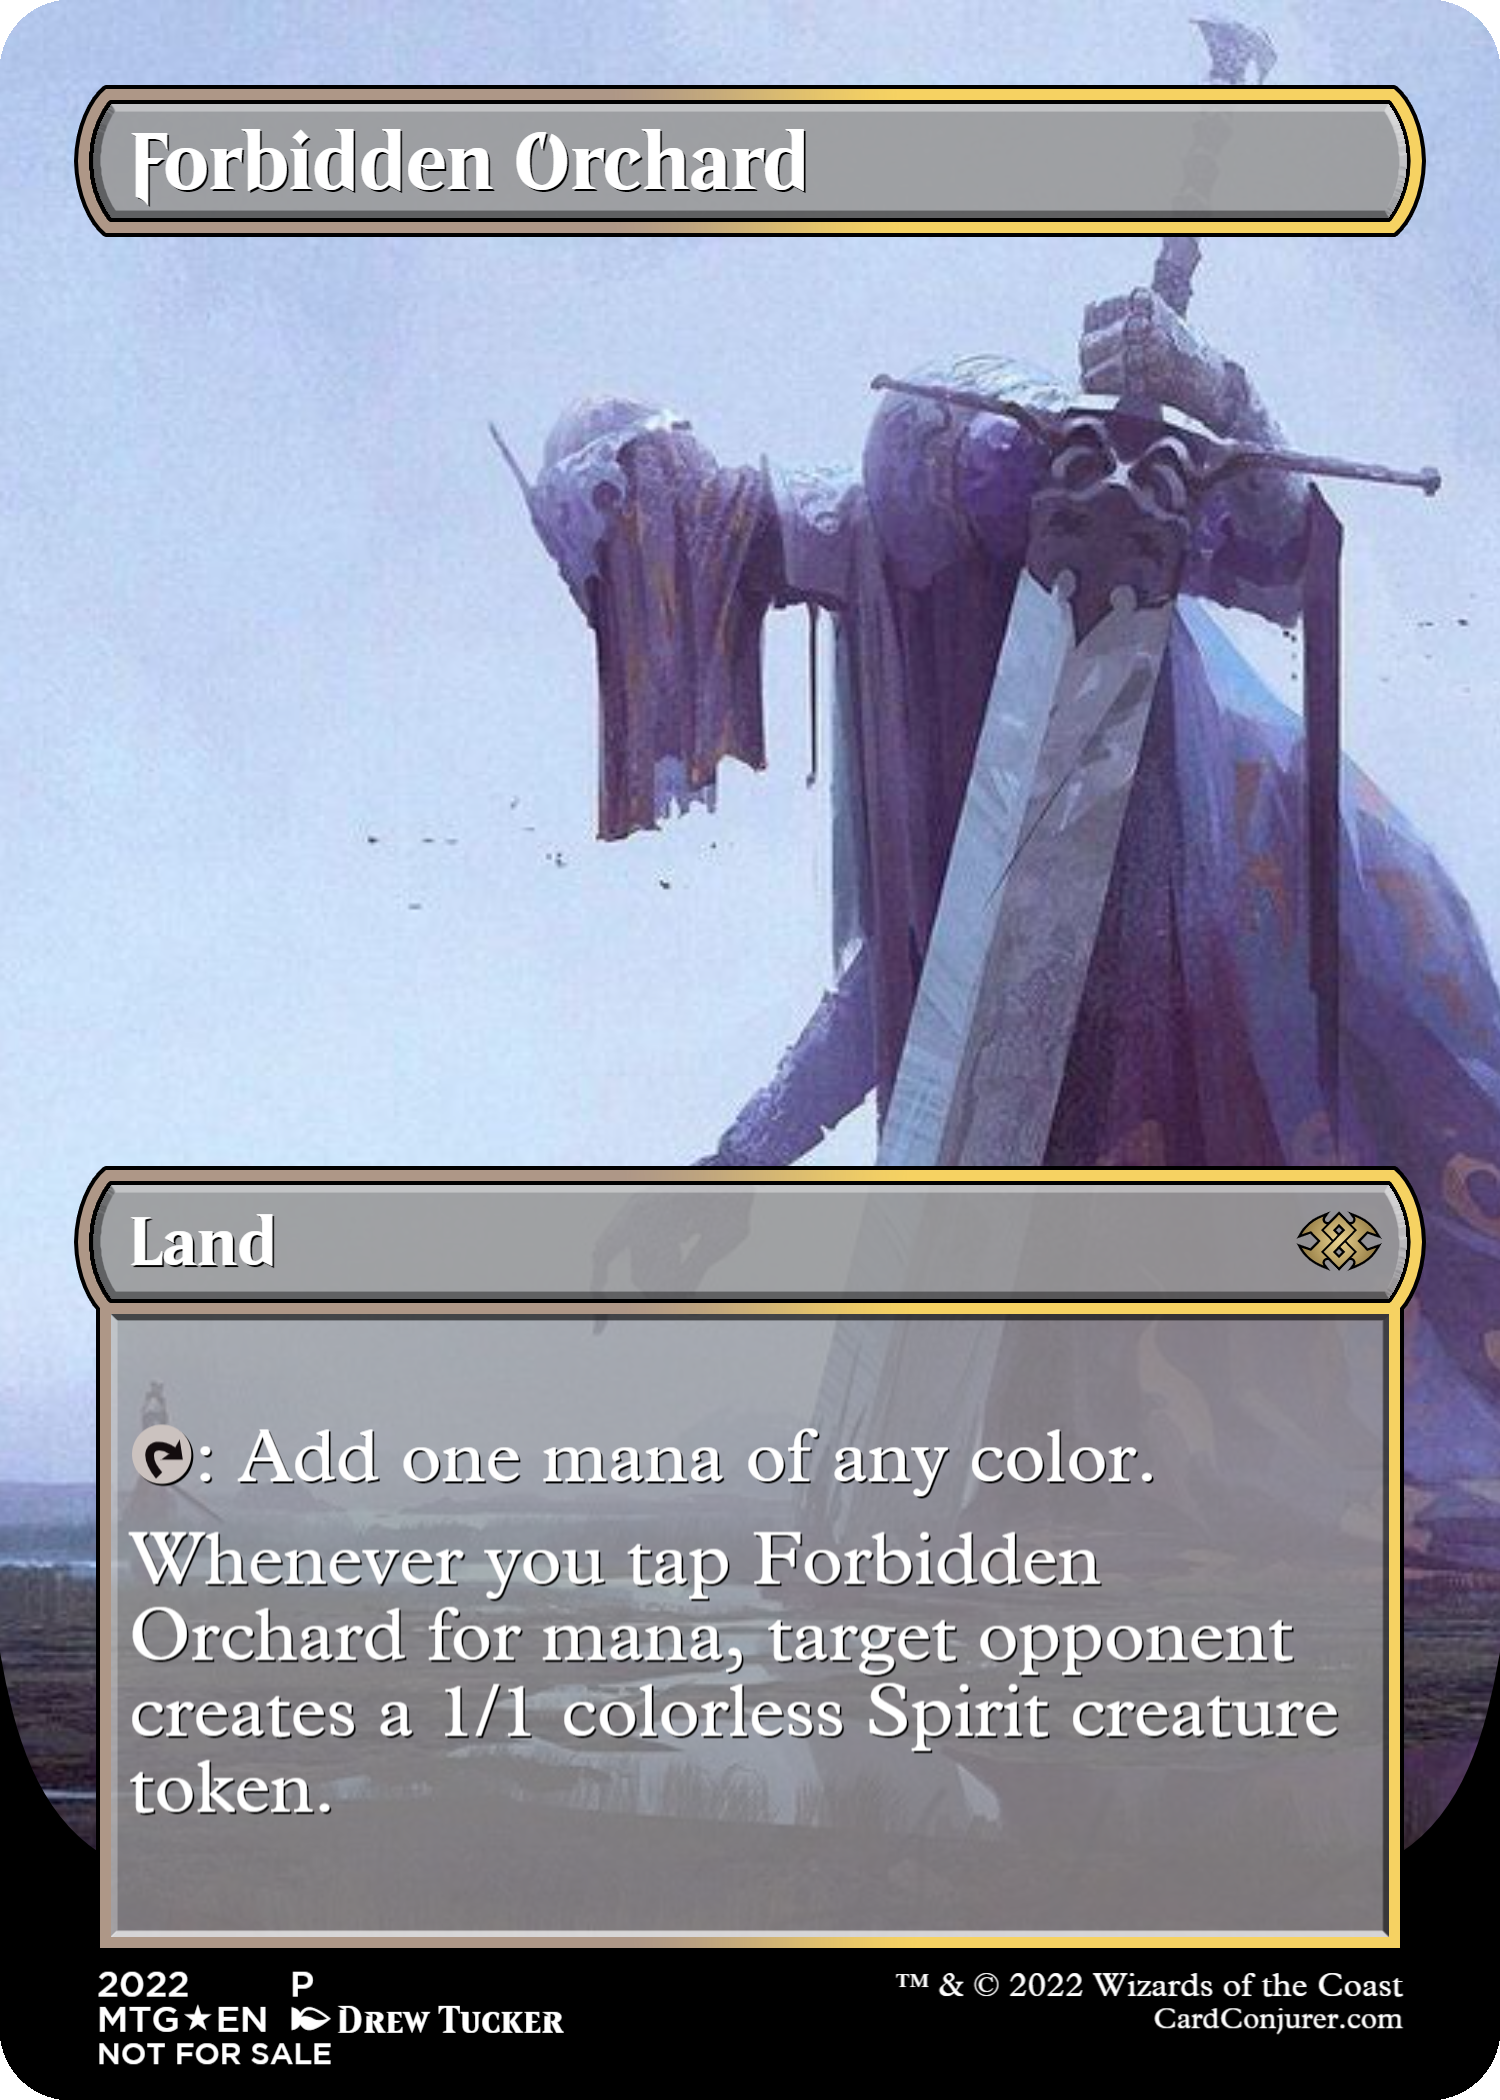 Forbidden Orchard
Land
: Add one mana of any color.
Whenever you tap Forbidden
Orchard for mana, target opponent
creates a 1/1 colorless Spirit creature
token.
2022 P
MTG★EN DREW TUCKER
NOT FOR SALE
™ & © 2022 Wizards of the Coast
CardConjurer.com